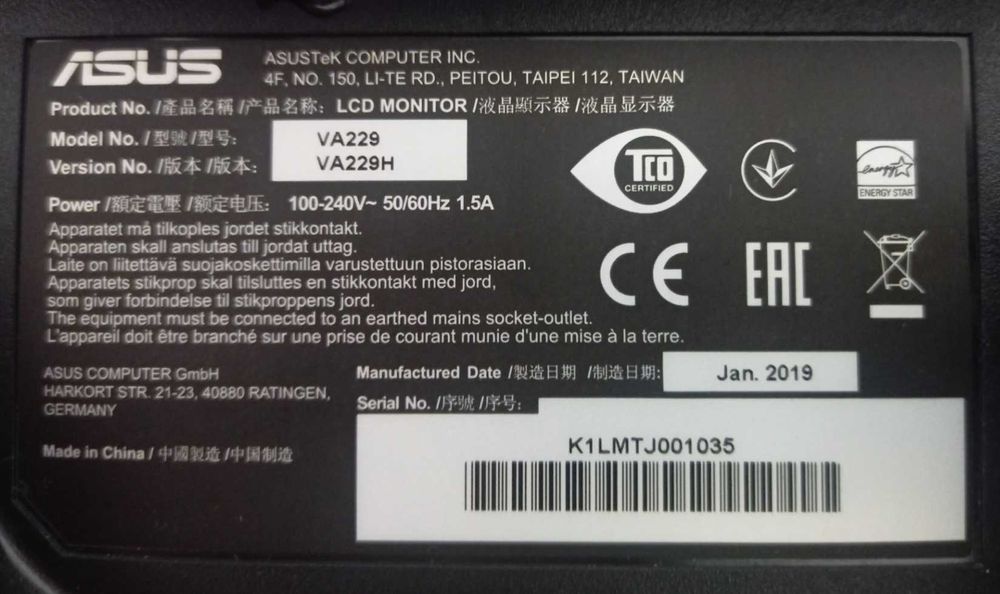 ASUS
ASUSTeK COMPUTER INC.
4F, NO. 150, LI-TE RD., PEITOU, TAIPEI 112, TAIWAN
Product No. /產品名稱 /产品名称: LCD MONITOR /液晶顯示器 /液晶显示器
Model No. /型號 /型号: VA229
Version No. /版本 /版本: VA229H
TCO
CERTIFIED
energy
ENERGY STAR
Power /額定電壓 /额定电压: 100-240V~ 50/60Hz 1.5A
Apparatet må tilkoples jordet stikkontakt.
Apparaten skall anslutas till jordat uttag.
Laite on liitettävä suojakoskettimilla varustettuun pistorasiaan.
Apparatets stikprop skal tilsluttes en stikkontakt med jord,
som giver forbindelse til stikproppens jord.
The equipment must be connected to an earthed mains socket-outlet.
L'appareil doit être branché sur une prise de courant munie d'une mise à la terre.
CE
EAC
ASUS COMPUTER GmbH
HARKORT STR. 21-23, 40880 RATINGEN,
GERMANY
Made in China / 中國製造 /中国制造
Manufactured Date /製造日期 /制造日期: Jan. 2019
Serial No. /序號 /序号:
K1LMTJ001035